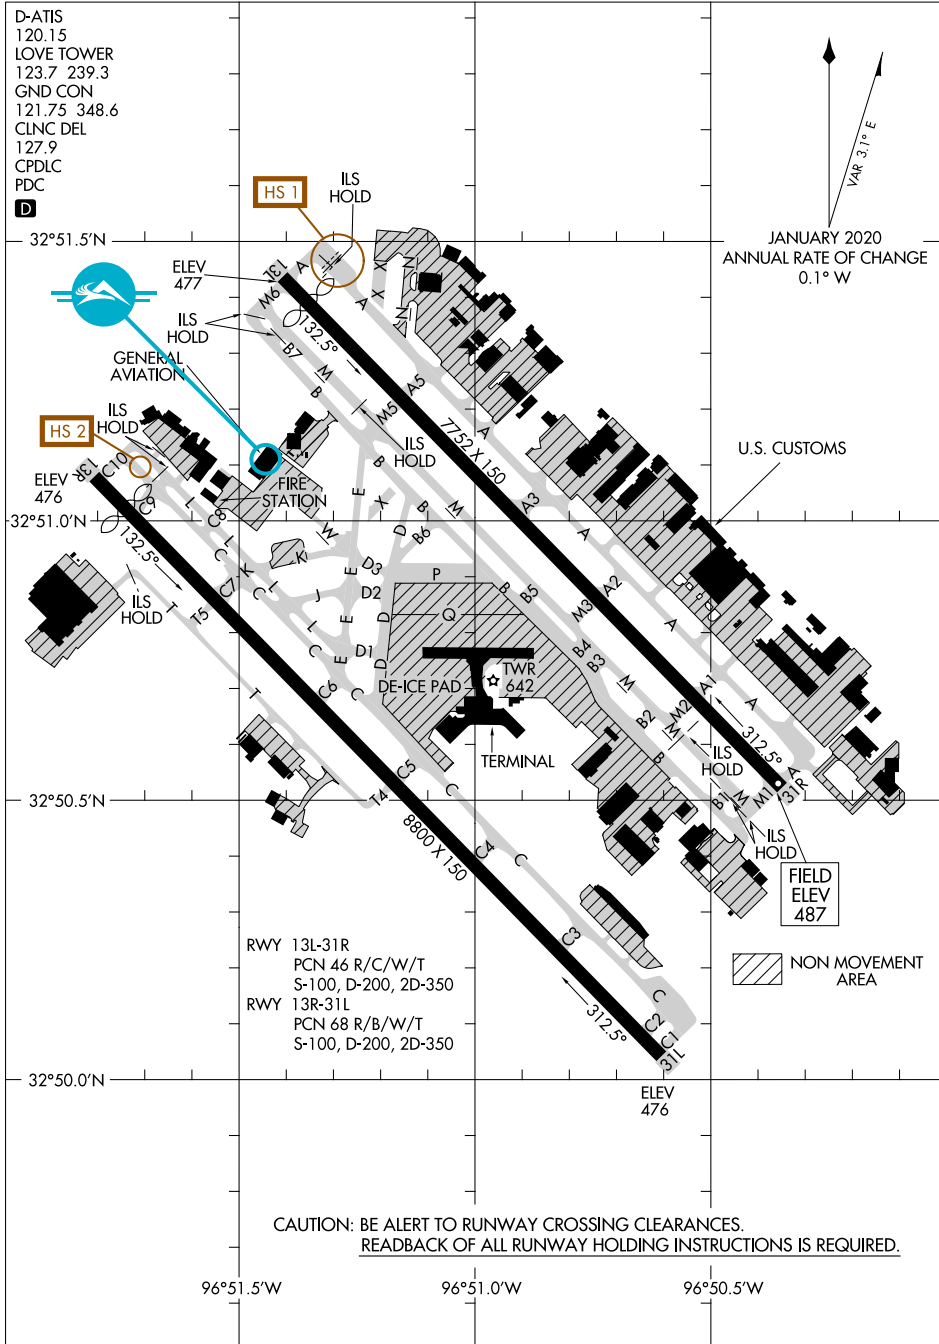 D-ATIS
120.15
LOVE TOWER
123.7 239.3
GND CON
121.75 348.6
CLNC DEL
127.9
CPDLC
PDC
D
VAR 3.1° E
JANUARY 2020
ANNUAL RATE OF CHANGE
0.1° W
HS 1
ILS
HOLD
32°51.5'N
ELEV
477
13L
A
X
N
M6
A
X
N
ILS
HOLD
132.5°
B7
M
B
GENERAL
AVIATION
A5
M5
A
7752 X 150
ILS
HOLD
HS 2
ILS
HOLD
B
U.S. CUSTOMS
13R
C10
ELEV
476
FIRE
STATION
C9
L
C8
E
X
B
M
A3
32°51.0'N
W
D
B6
A
132.5°
L
C
K
K
E
D3
P
C7
L
C
J
D2
B
B5
A2
ILS
HOLD
T
T5
L
E
D
Q
M3
A
C
E
D1
D
B4
B3
TWR
642
DE-ICE PAD
C6
C
M
A1
T
B2
M2
A
M
312.5°
TERMINAL
B
ILS
HOLD
C5
C
T4
M
M1
A
31R
32°50.5'N
B1
8800 X 150
ILS
HOLD
C4
C
FIELD
ELEV
487
C3
RWY 13L-31R
PCN 46 R/C/W/T
S-100, D-200, 2D-350
RWY 13R-31L
PCN 68 R/B/W/T
S-100, D-200, 2D-350
NON MOVEMENT
AREA
C
312.5°
C2
C1
31L
32°50.0'N
ELEV
476
CAUTION: BE ALERT TO RUNWAY CROSSING CLEARANCES.
READBACK OF ALL RUNWAY HOLDING INSTRUCTIONS IS REQUIRED.
96°51.5'W
96°51.0'W
96°50.5'W